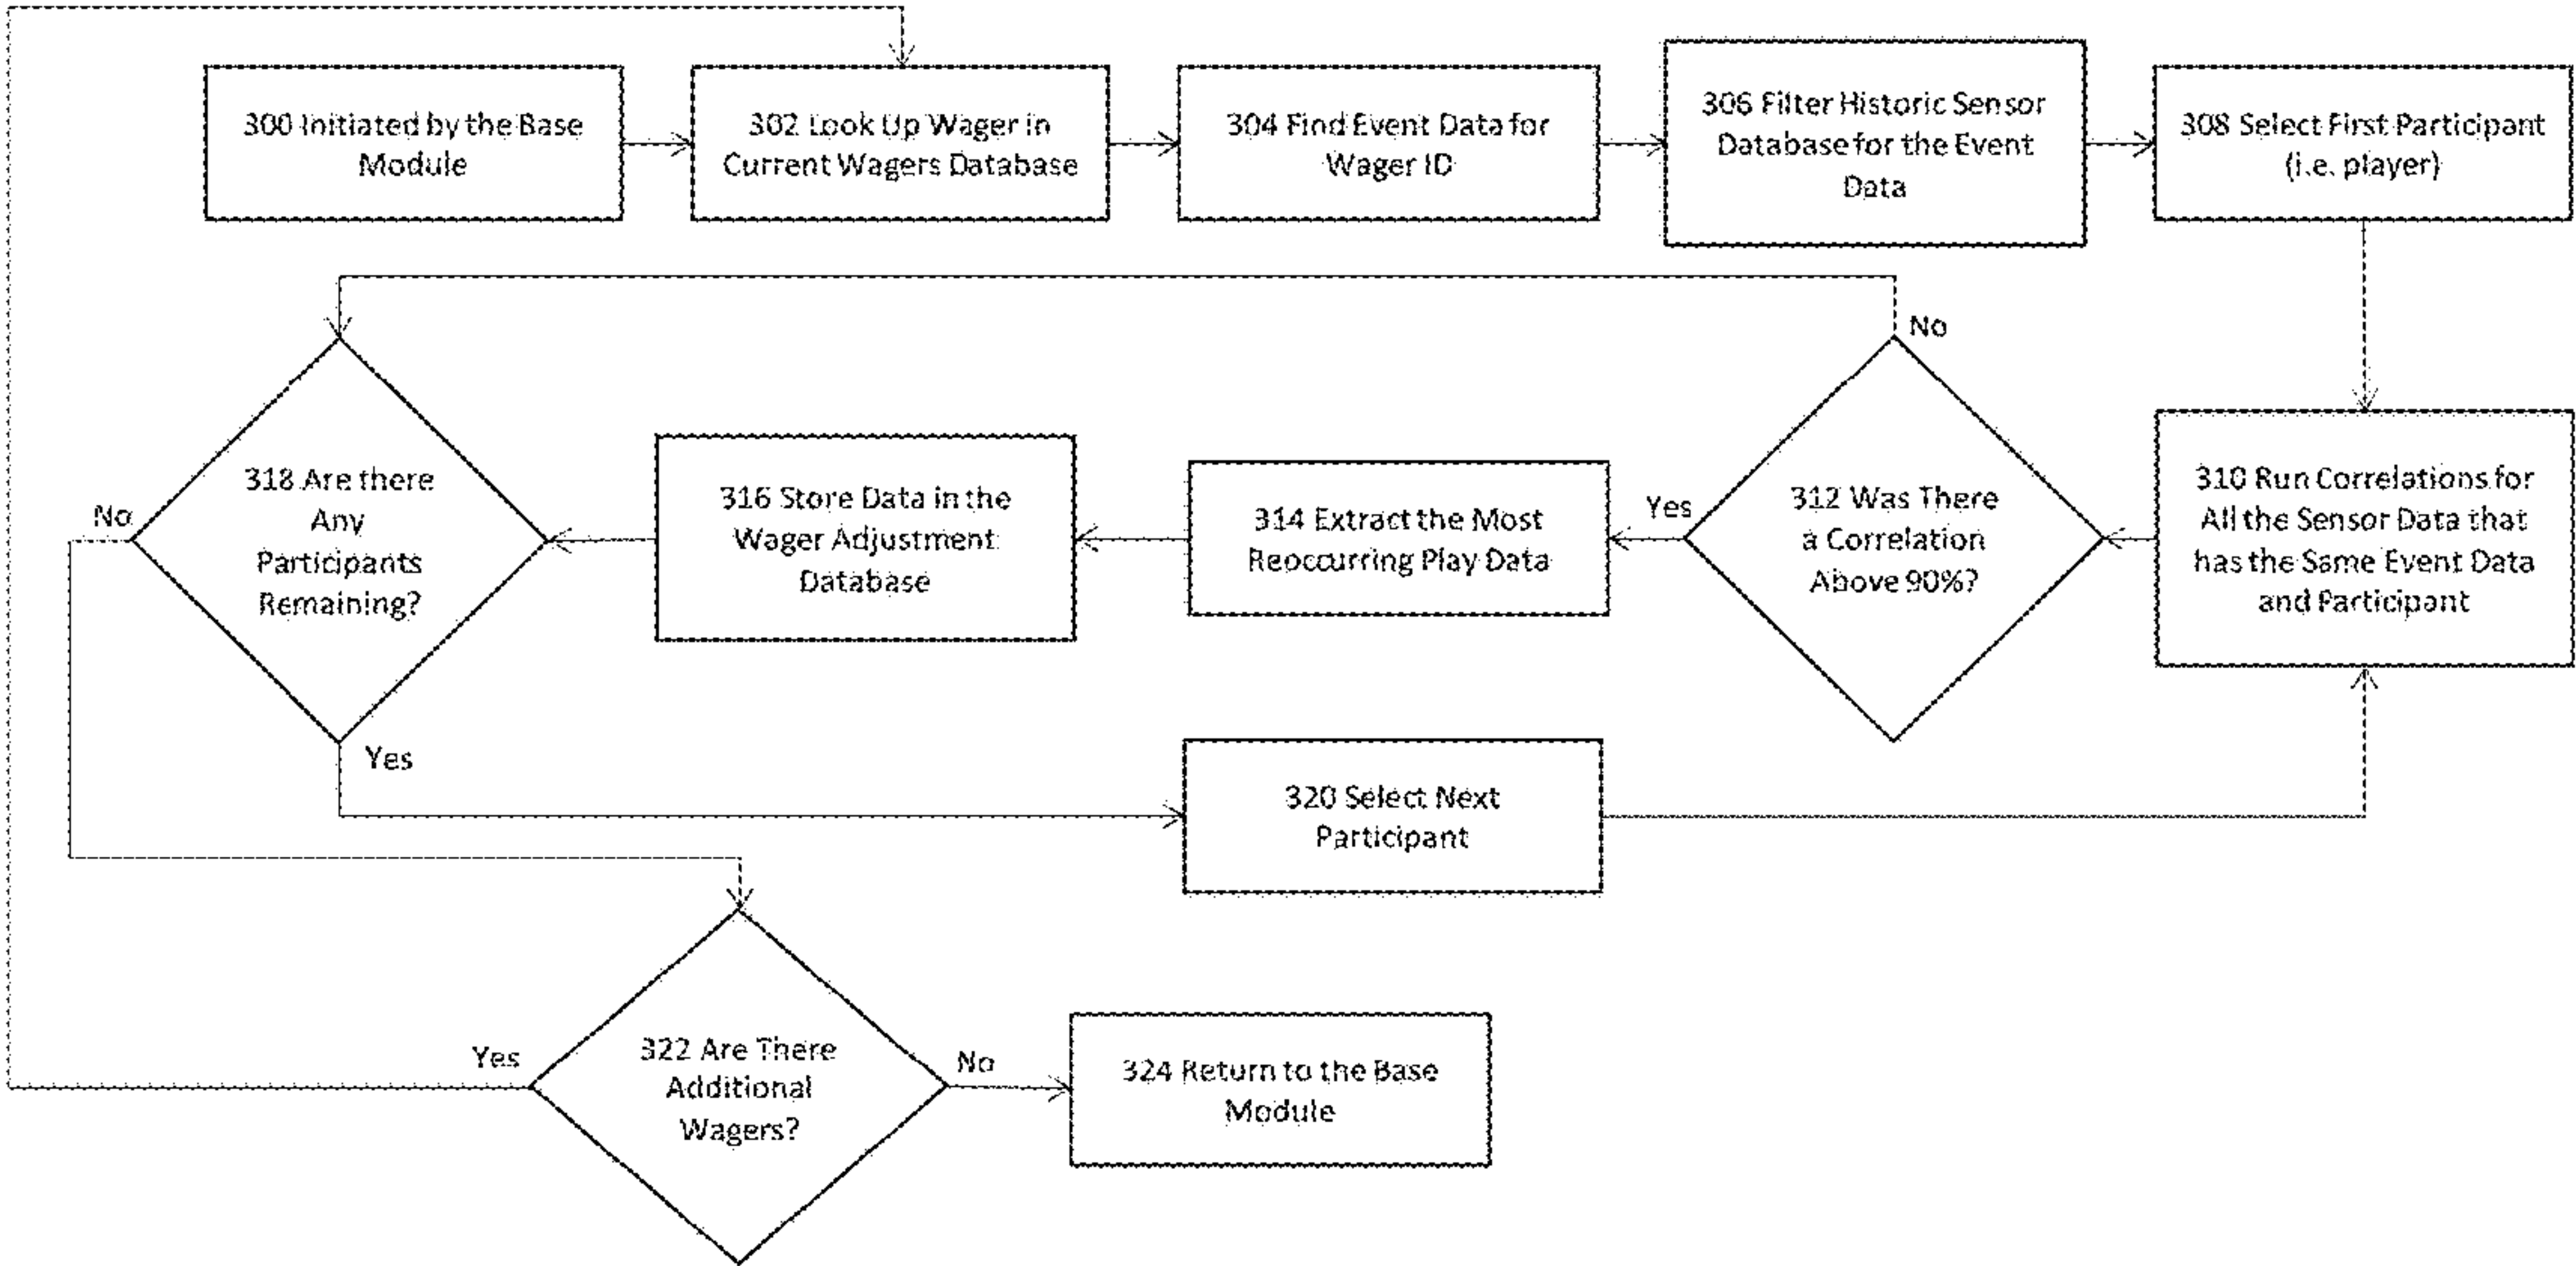 300 Initiated by the Base
Module
302 Look Up Wager in
Current Wagers Database
304 Find Event Data for
Wager ID
306 Filter Historic Sensor
Database for the Event
Data
308 Select First Participant
(i.e. player)
No
318 Are there
Any
Participants
Remaining?
No
Yes
316 Store Data in the
Wager Adjustment
Database
314 Extract the Most
Reoccurring Play Data
Yes
312 Was There
a Correlation
Above 90%?
310 Run Correlations for
All the Sensor Data that
has the Same Event Data
and Participant
320 Select Next
Participant
Yes
322 Are There
Additional
Wagers?
No
324 Return to the Base
Module